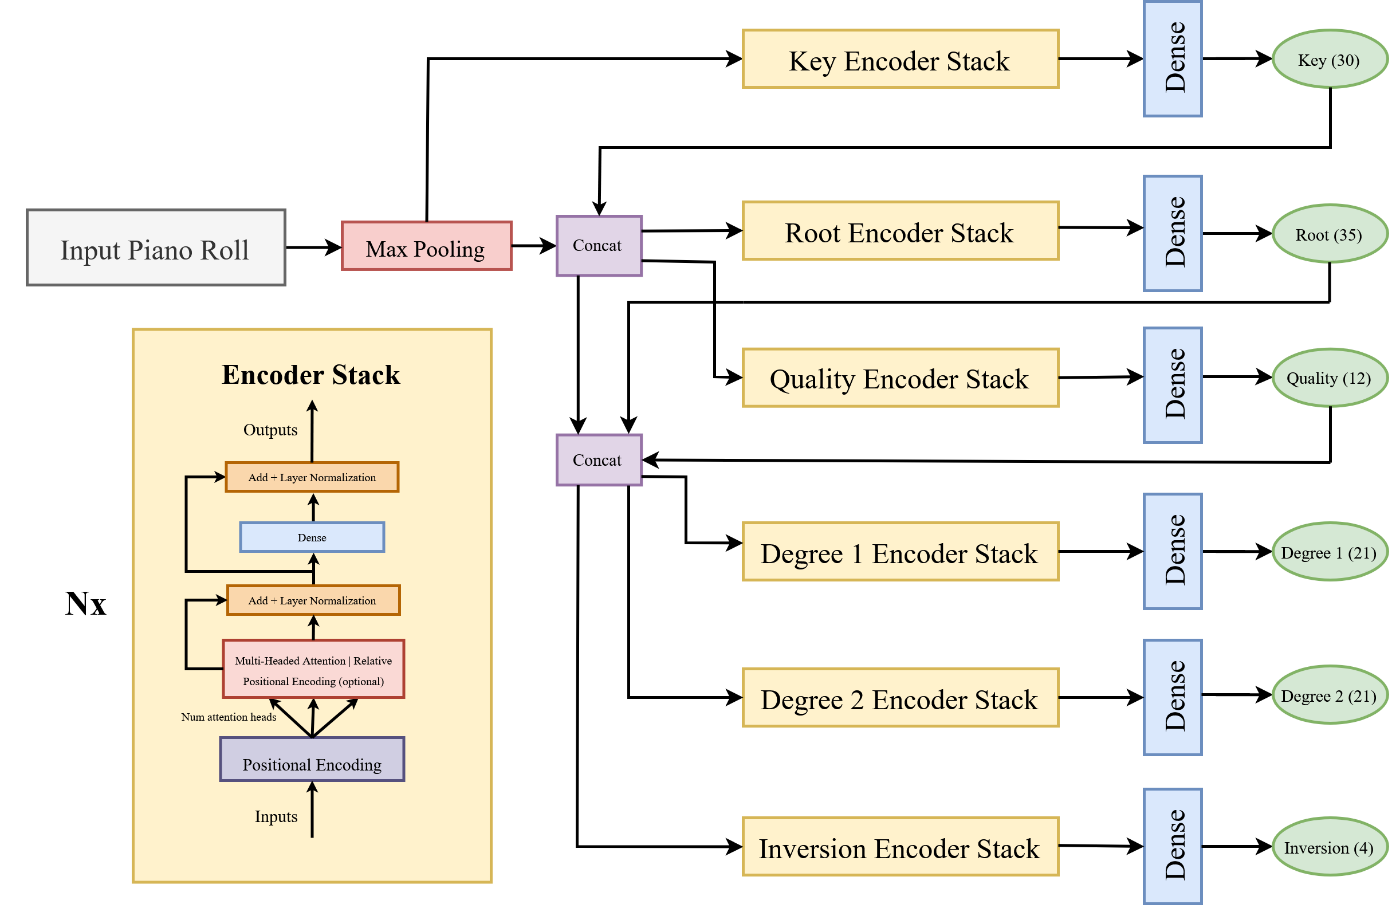 Key Encoder Stack
Dense
Key (30)
Input Piano Roll
Max Pooling
Concat
Root Encoder Stack
Dense
Root (35)
Quality Encoder Stack
Dense
Quality (12)
Concat
Degree 1 Encoder Stack
Dense
Degree 1 (21)
Degree 2 Encoder Stack
Dense
Degree 2 (21)
Inversion Encoder Stack
Dense
Inversion (4)
Encoder Stack
Outputs
Add + Layer Normalization
Dense
Add + Layer Normalization
Nx
Multi-Headed Attention | Relative
Positional Encoding (optional)
Num attention heads
Positional Encoding
Inputs